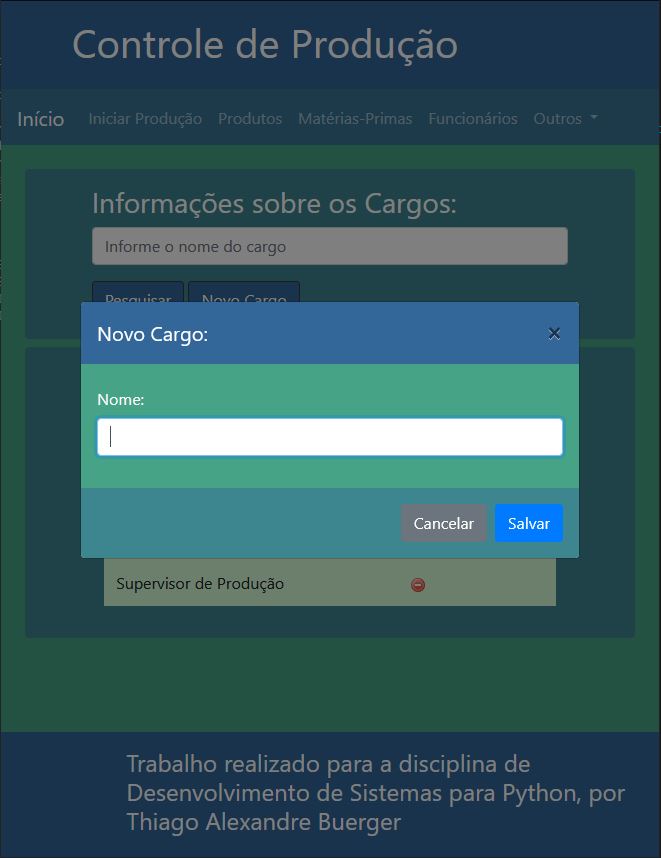 Controle de Produção
Início Iniciar Produção Produtos Matérias-Primas Funcionários Outros
Informações sobre os Cargos:
Informe o nome do cargo
Pesquisar Novo Cargo
Novo Cargo: ×
Nome:
Cancelar Salvar
Supervisor de Produção
Trabalho realizado para a disciplina de
Desenvolvimento de Sistemas para Python, por
Thiago Alexandre Buerger